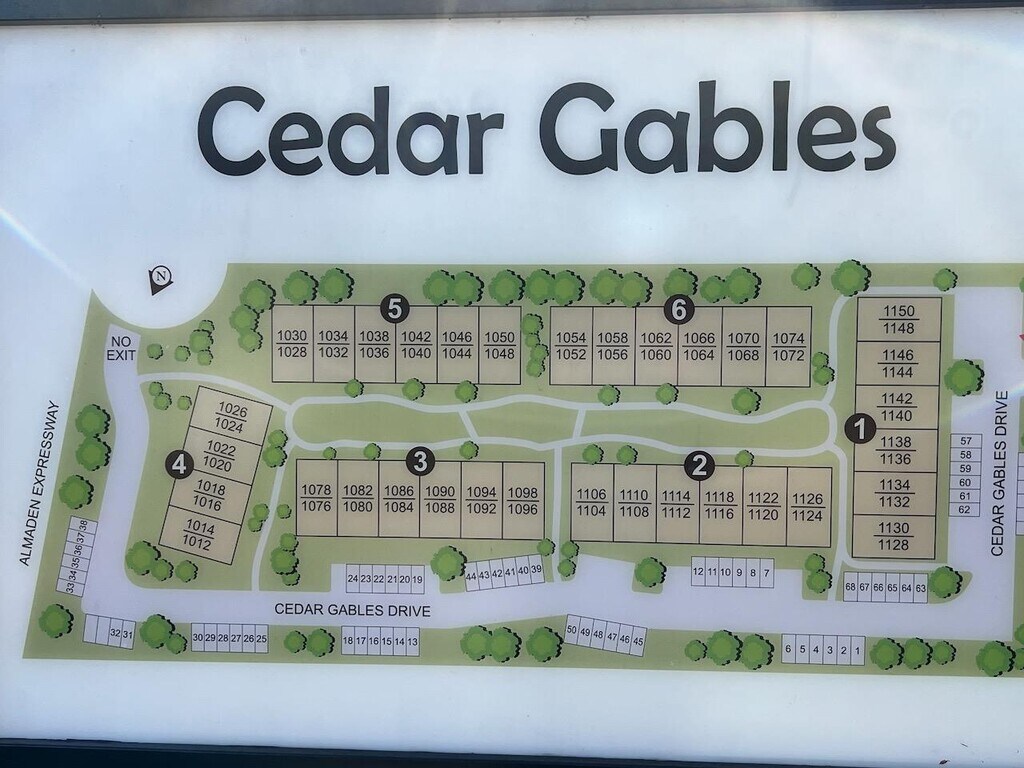 Cedar Gables
N
NO
EXIT
ALMADEN EXPRESSWAY
5
1030 1034 1038 1042 1046 1050
1028 1032 1036 1040 1044 1048
6
1054 1058 1062 1066 1070 1074
1052 1056 1060 1064 1068 1072
1
1150
1148
1146
1144
1142
1140
1138
1136
1134
1132
1130
1128
4
1026
1024
1022
1020
1018
1016
1014
1012
3
1078 1082 1086 1090 1094 1098
1076 1080 1084 1088 1092 1096
2
1106 1110 1114 1118 1122 1126
1104 1108 1112 1116 1120 1124
57
58
59
60
61
62
CEDAR GABLES DRIVE
33 34 35 36 37 38
24 23 22 21 20 19
44 43 42 41 40 39
12 11 10 9 8 7
68 67 66 65 64 63
CEDAR GABLES DRIVE
32 31
30 29 28 27 26 25
18 17 16 15 14 13
50 49 48 47 46 45
6 5 4 3 2 1